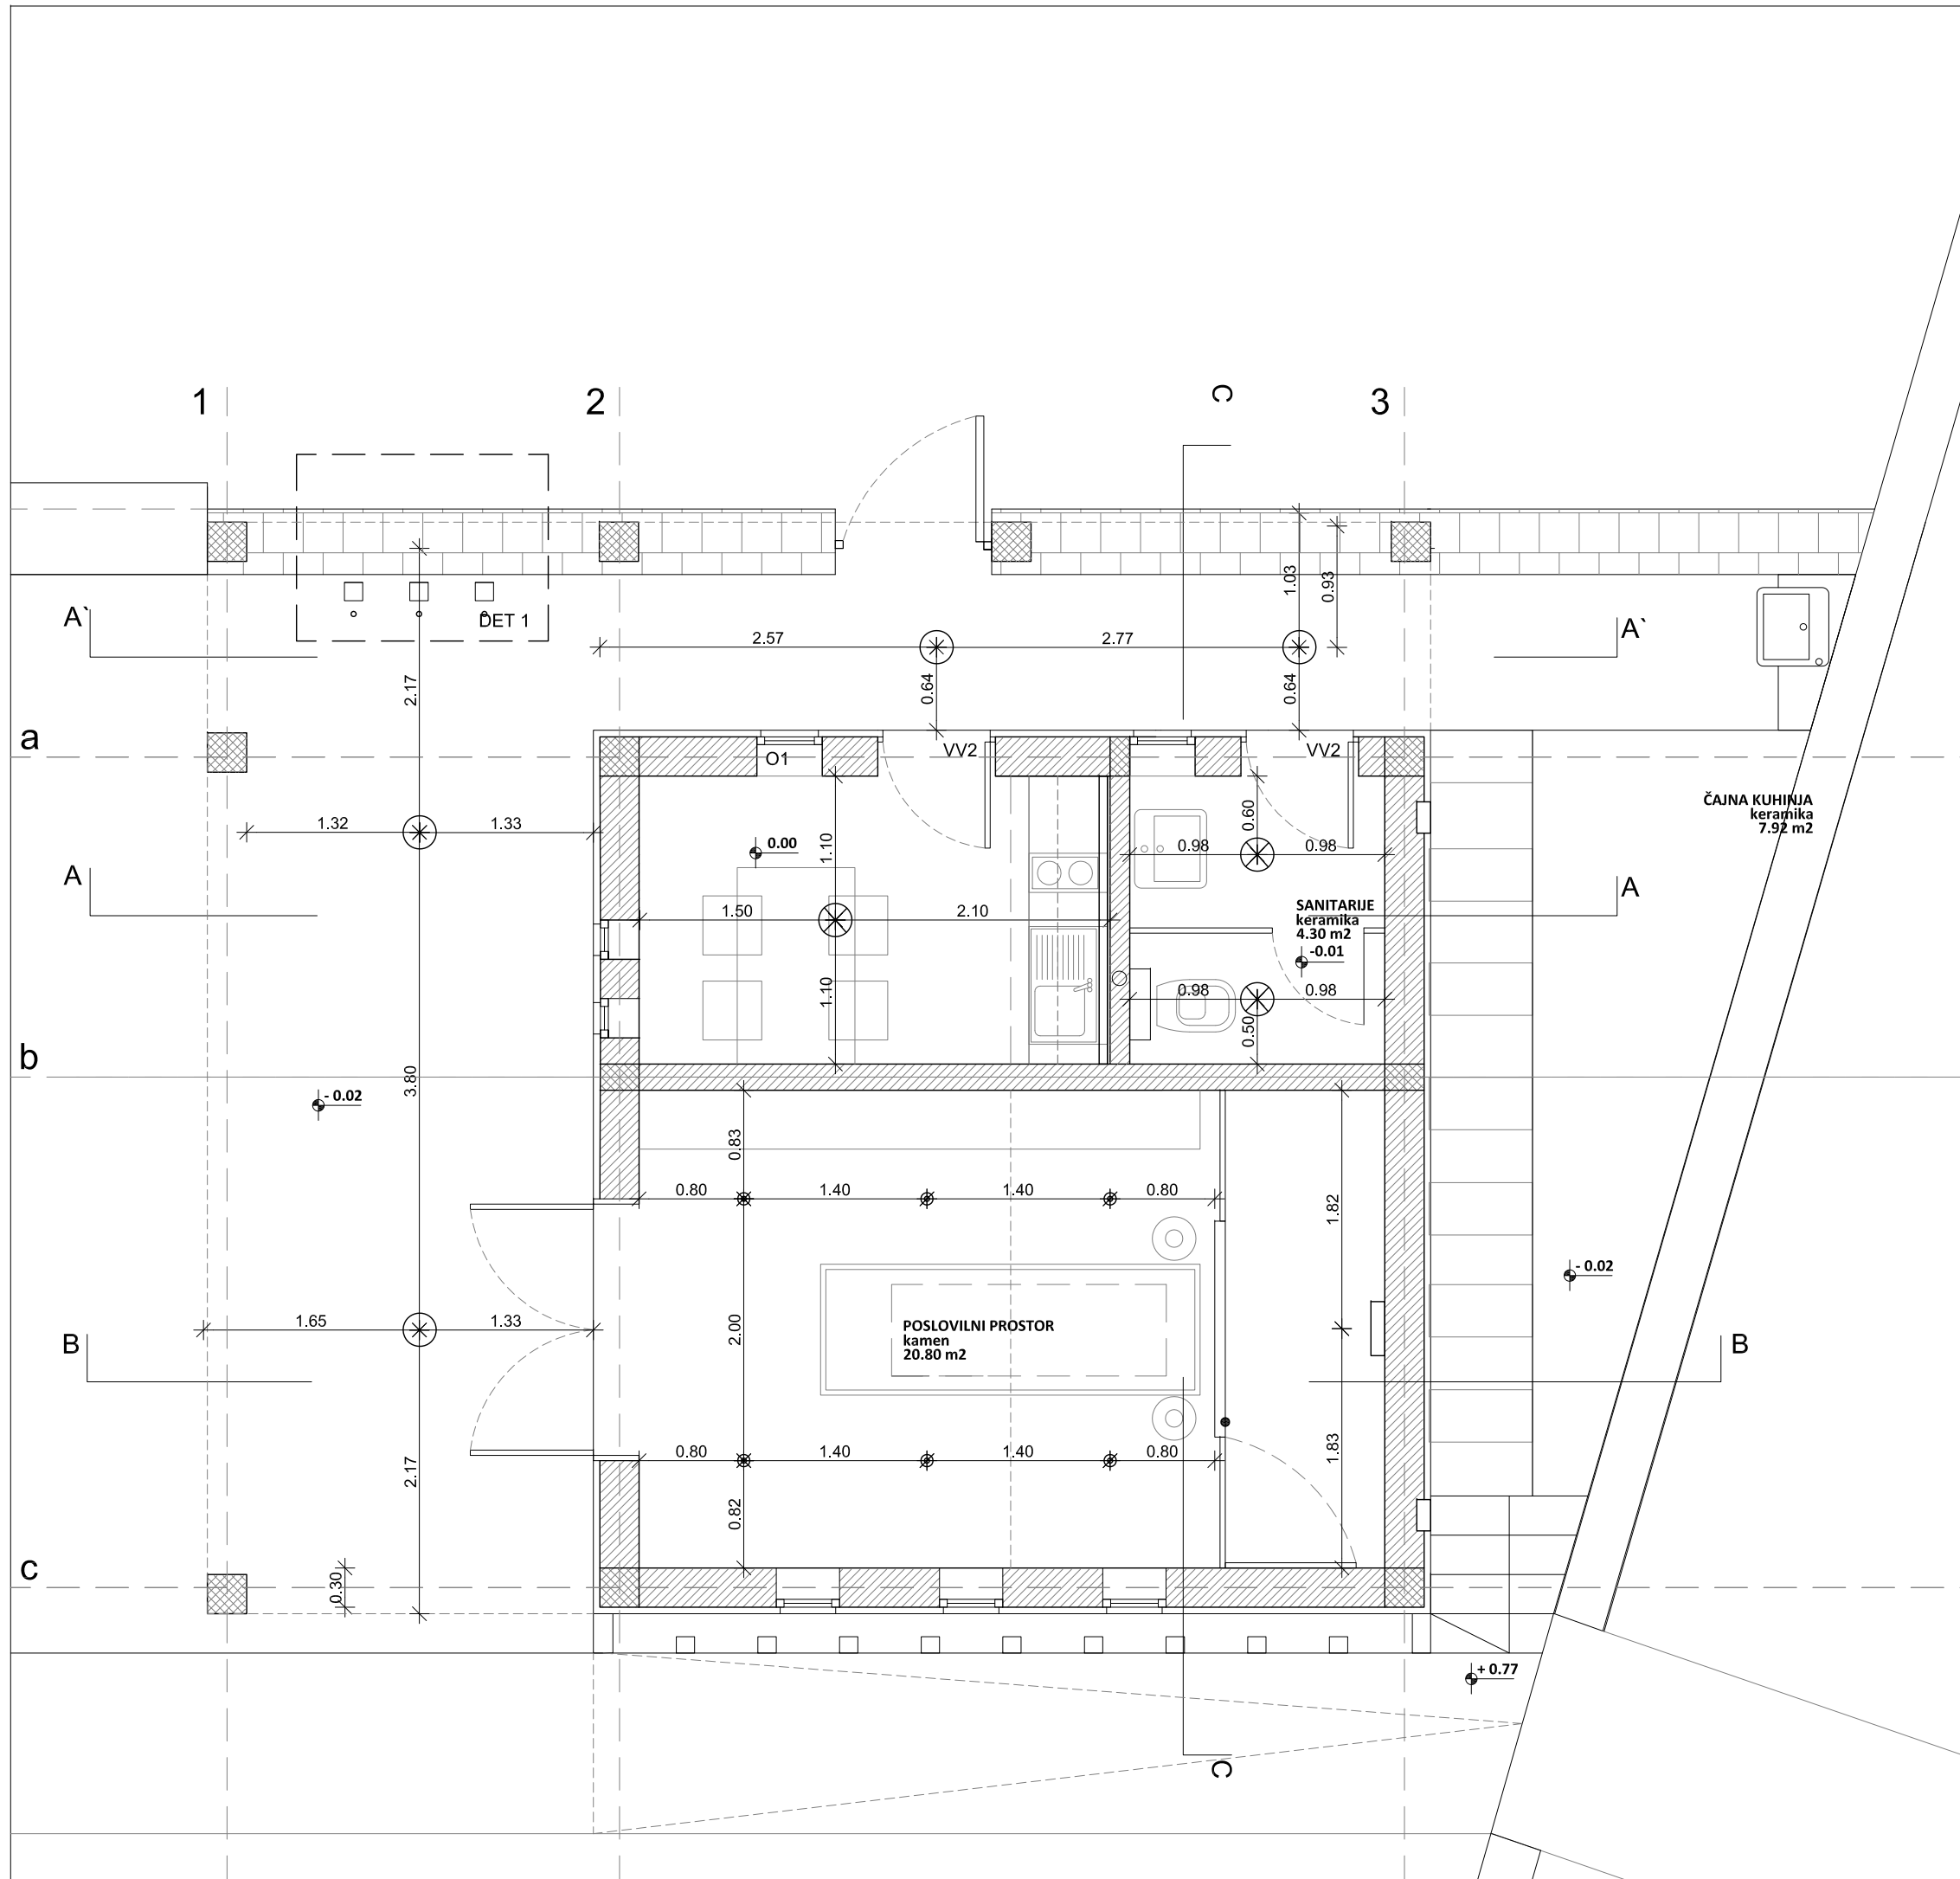 1
2
C
3
DET 1
A`
A`
2.57
2.77
1.03
0.93
2.17
0.64
0.64
a
O1
VV2
VV2
ČAJNA KUHINJA
keramika
7.92 m2
1.32
1.33
0.00
1.10
0.60
0.98
0.98
A
A
1.50
2.10
SANITARIJE
keramika
4.30 m2
-0.01
1.10
0.98
0.98
0.50
b
3.80
- 0.02
0.83
0.80
1.40
1.40
0.80
1.82
- 0.02
1.65
1.33
2.00
POSLOVILNI PROSTOR
kamen
20.80 m2
B
B
0.80
1.40
1.40
0.80
1.83
2.17
0.82
c
0.30
+ 0.77
C